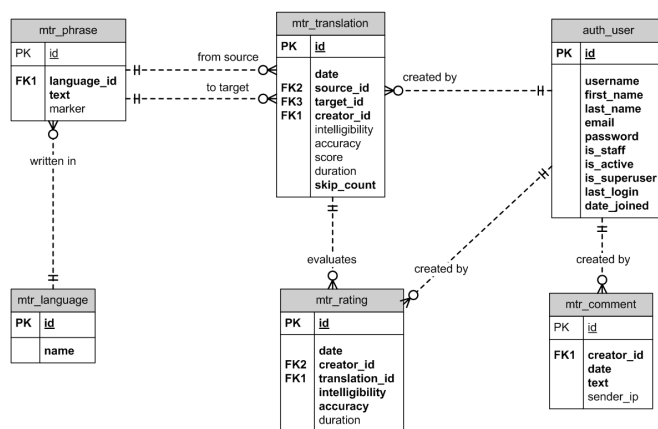 mtr_phrase
PK id
FK1 language_id
text
marker
from source
to target
written in
mtr_language
PK id
name
mtr_translation
PK id
date
FK2 source_id
FK3 target_id
FK1 creator_id
intelligibility
accuracy
score
duration
skip_count
evaluates
mtr_rating
PK id
date
FK2 creator_id
FK1 translation_id
intelligibility
accuracy
duration
created by
created by
auth_user
PK id
username
first_name
last_name
email
password
is_staff
is_active
is_superuser
last_login
date_joined
created by
mtr_comment
PK id
FK1 creator_id
date
text
sender_ip